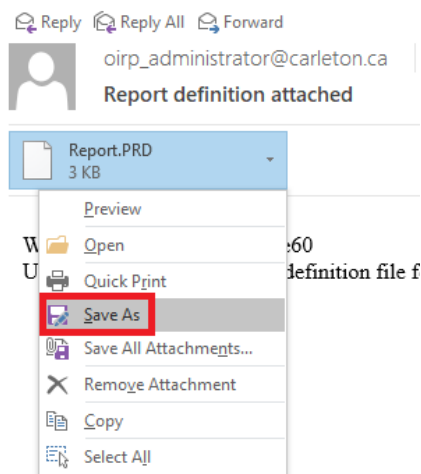 Reply Reply All Forward
oirp_administrator@carleton.ca
Report definition attached
Report.PRD
3 KB
Preview
Open
definition file
Quick Print
Save As
Save All Attachments...
Remove Attachment
Copy
Select All